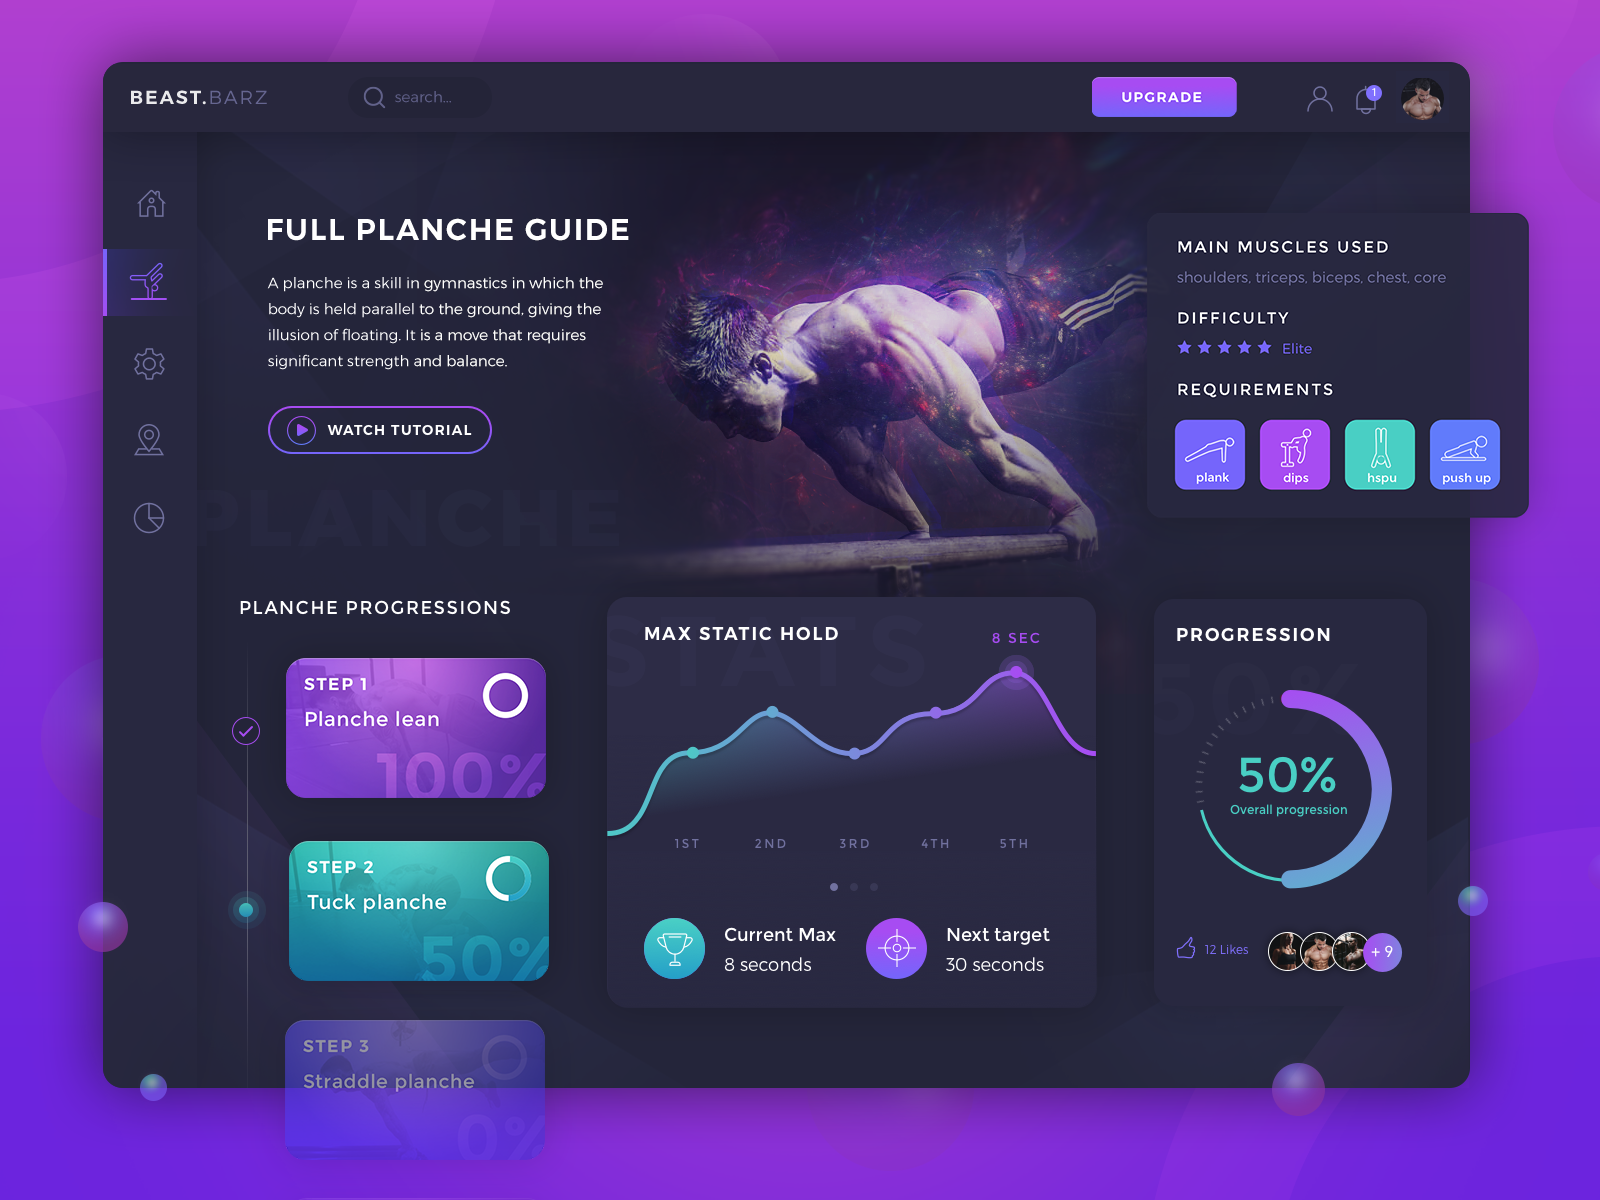 BEAST.BARZ
search...
UPGRADE
1
FULL PLANCHE GUIDE
A planche is a skill in gymnastics in which the
body is held parallel to the ground, giving the
illusion of floating. It is a move that requires
significant strength and balance.
WATCH TUTORIAL
PLANCHE
MAIN MUSCLES USED
shoulders, triceps, biceps, chest, core
DIFFICULTY
Elite
REQUIREMENTS
plank
dips
hspu
push up
PLANCHE PROGRESSIONS
STEP 1
Planche lean
100%
STEP 2
Tuck planche
50%
STEP 3
Straddle planche
0%
STATS
MAX STATIC HOLD
8 SEC
1ST 2ND 3RD 4TH 5TH
Current Max
8 seconds
Next target
30 seconds
PROGRESSION
50%
50%
Overall progression
12 Likes
+ 9